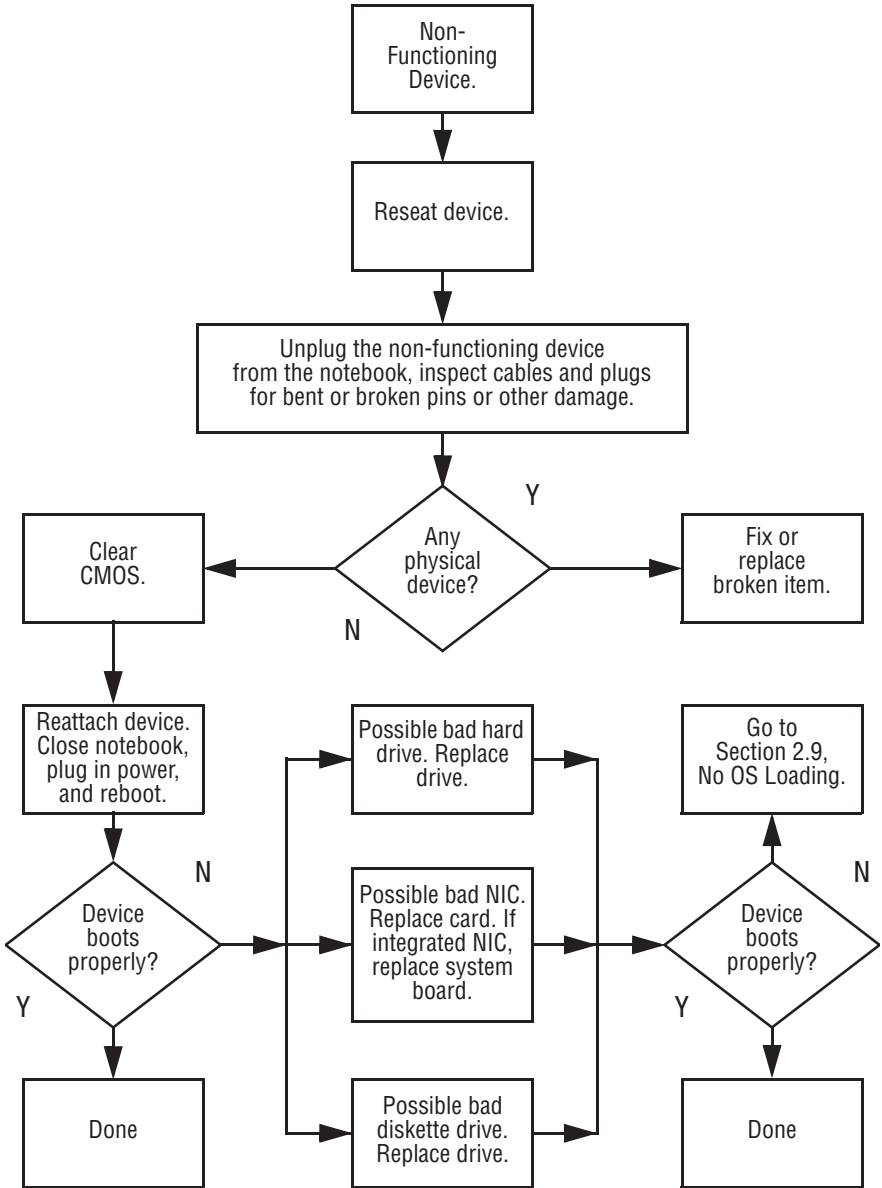 Non-
Functioning
Device.
Reseat device.
Unplug the non-functioning device
from the notebook, inspect cables and plugs
for bent or broken pins or other damage.
Y
Any
physical
device?
N
Clear
CMOS.
Fix or
replace
broken item.
Reattach device.
Close notebook,
plug in power,
and reboot.
Possible bad hard
drive. Replace
drive.
Go to
Section 2.9,
No OS Loading.
N
Device
boots
properly?
Y
Possible bad NIC.
Replace card. If
integrated NIC,
replace system
board.
N
Device
boots
properly?
Y
Done
Possible bad
diskette drive.
Replace drive.
Done